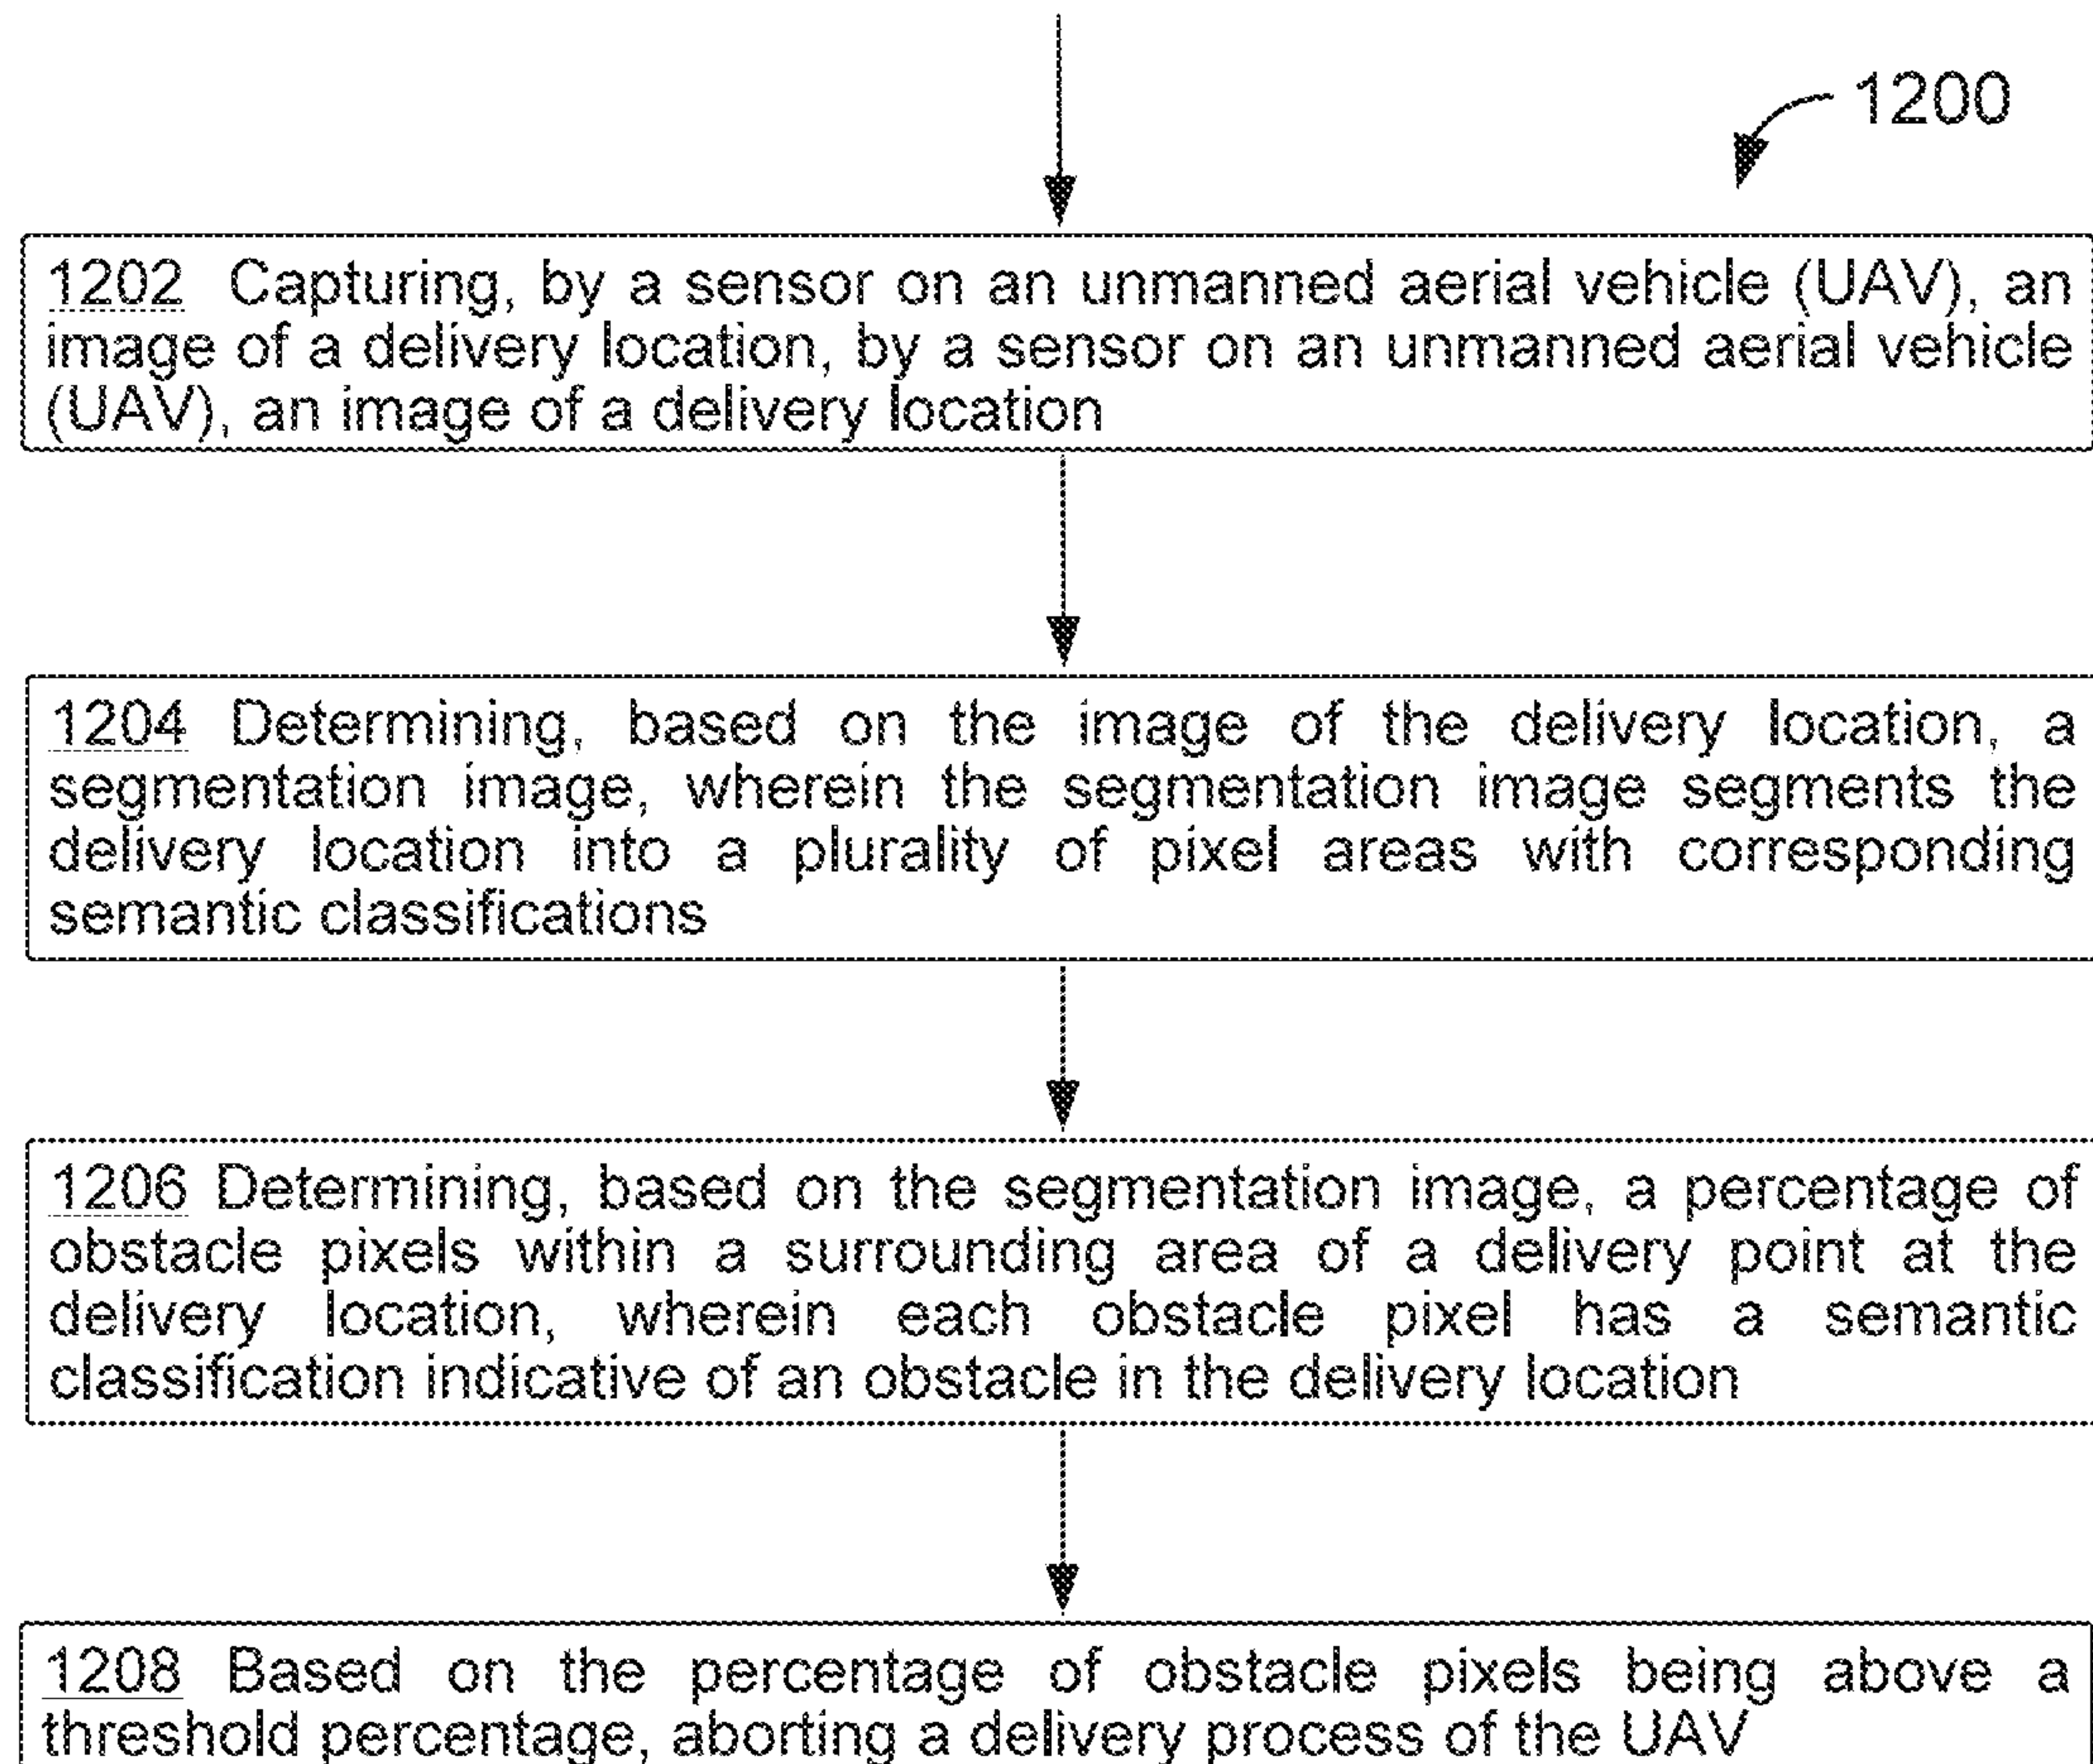 1200
1202 Capturing, by a sensor on an unmanned aerial vehicle (UAV), an
image of a delivery location, by a sensor on an unmanned aerial vehicle
(UAV), an image of a delivery location
1204 Determining, based on the image of the delivery location, a
segmentation image, wherein the segmentation image segments the
delivery location into a plurality of pixel areas with corresponding
semantic classifications
1206 Determining, based on the segmentation image, a percentage of
obstacle pixels within a surrounding area of a delivery point at the
delivery location, wherein each obstacle pixel has a semantic
classification indicative of an obstacle in the delivery location
1208 Based on the percentage of obstacle pixels being above a
threshold percentage, aborting a delivery process of the UAV